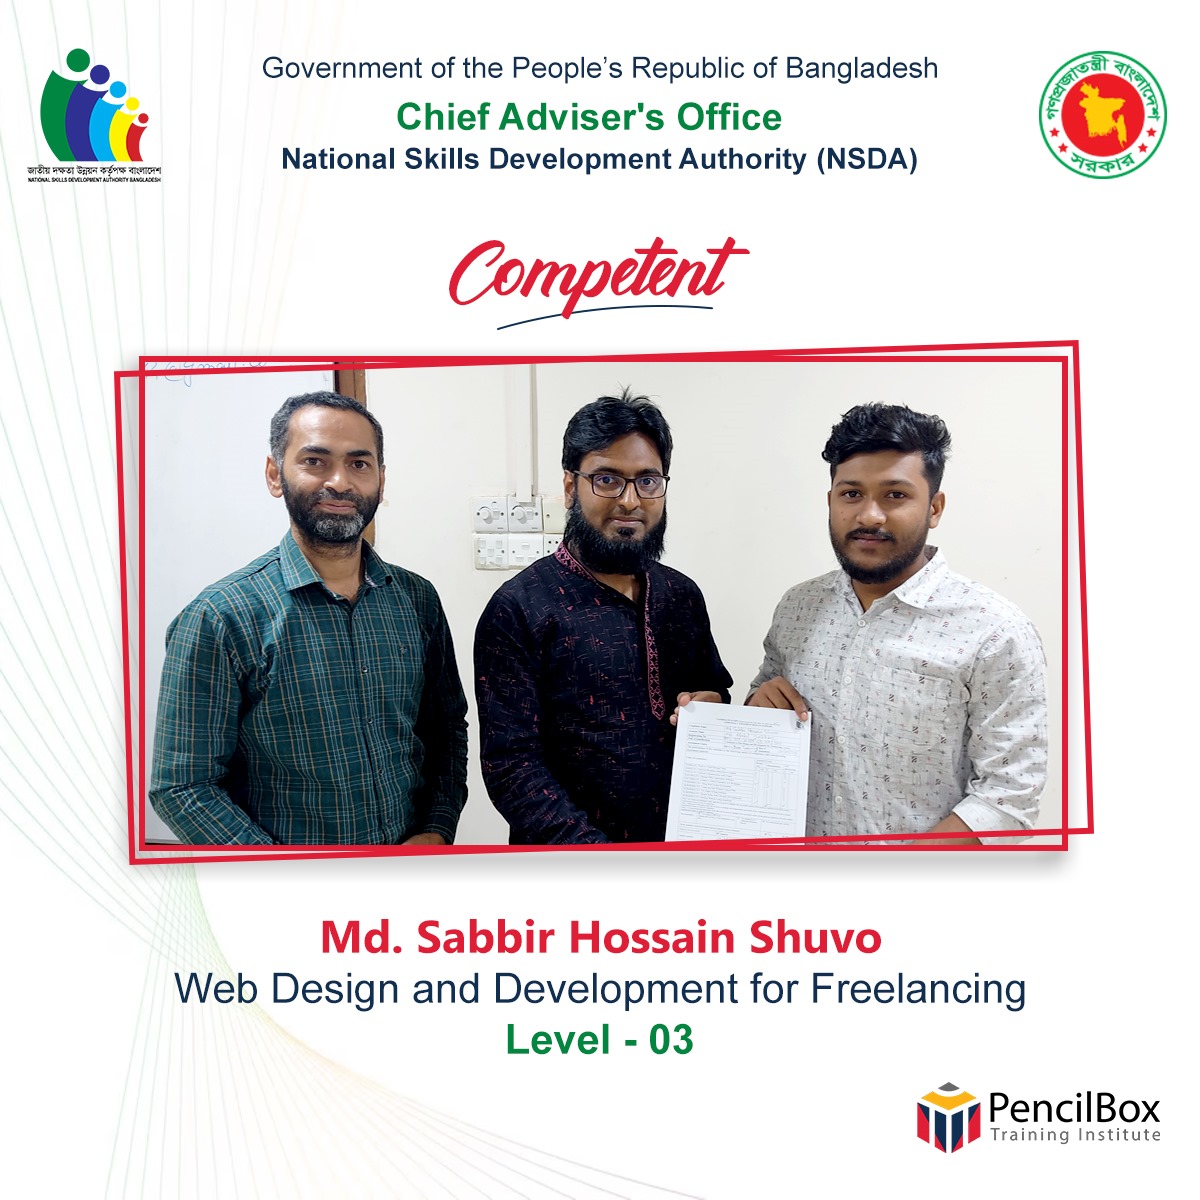 Government of the People’s Republic of Bangladesh
Chief Adviser's Office
National Skills Development Authority (NSDA)
জাতীয় দক্ষতা উন্নয়ন কর্তৃপক্ষ বাংলাদেশ
NATIONAL SKILLS DEVELOPMENT AUTHORITY BANGLADESH
গণপ্রজাতন্ত্রী বাংলাদেশ
সরকার
Competent
Md. Sabbir Hossain Shuvo
Web Design and Development for Freelancing
Level - 03
PencilBox
Training Institute